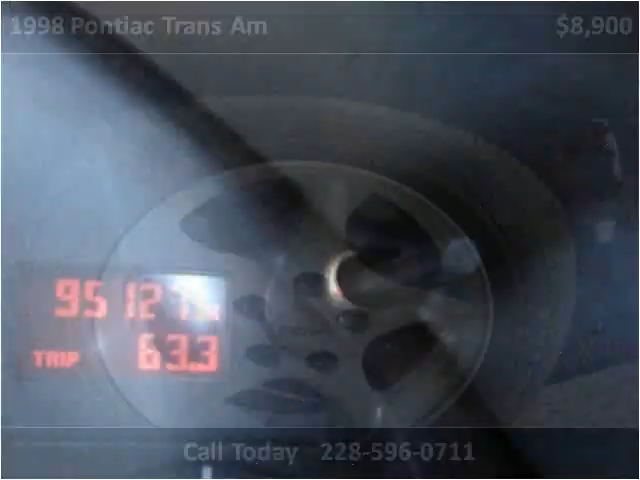 1998 Pontiac Trans Am $8,900
TRIP 63.3
Call Today 228-596-0711